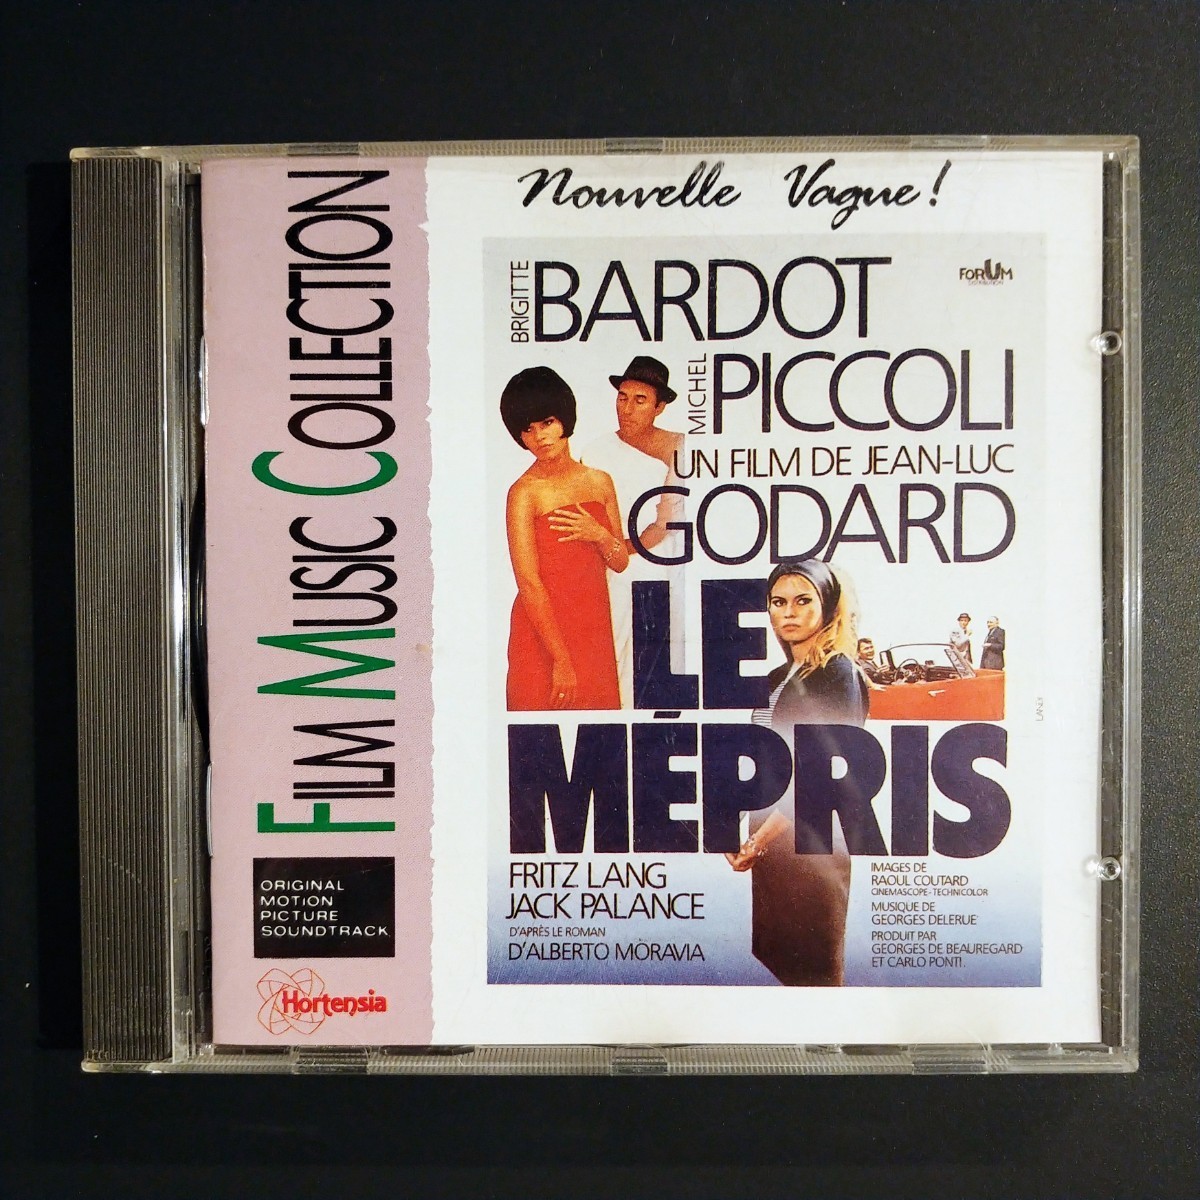 FILM MUSIC COLLECTION
ORIGINAL
MOTION
PICTURE
SOUNDTRACK
Hortensia
Nouvelle Vague!
BRIGITTE
BARDOT
FORUM
DISTRIBUTION
MICHEL
PICCOLI
UN FILM DE JEAN-LUC
GODARD
LE
MÉPRIS
LANDI
FRITZ LANG
JACK PALANCE
D'APRÈS LE ROMAN
D'ALBERTO MORAVIA
IMAGES DE
RAOUL COUTARD
CINEMASCOPE-TECHNICOLOR
MUSIQUE DE
GEORGES DELERUE
PRODUIT PAR
GEORGES DE BEAUREGARD
ET CARLO PONTI.